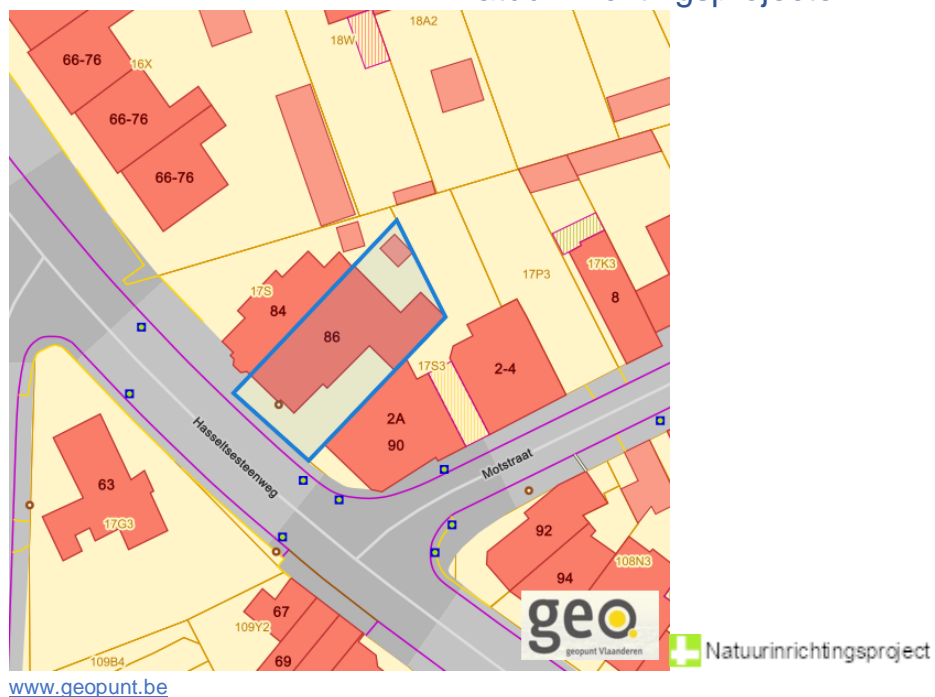 18A2
18W
66-76
16X
66-76
66-76
17P3
17K3
17S
84
8
86
17S3
2-4
2A
90
Hasseltsesteenweg
Motstraat
63
17G3
92
108N3
94
67
109Y2
69
109B4
geo.
geopunt Vlaanderen
Natuurinrichtingsproject
www.geopunt.be